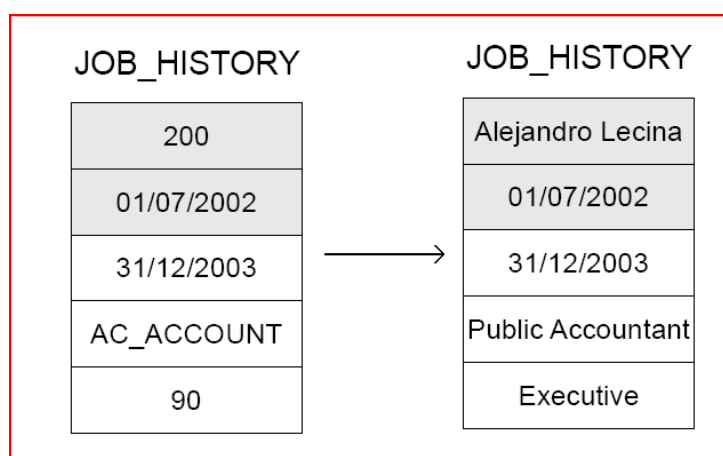 JOB_HISTORY
200
01/07/2002
31/12/2003
AC_ACCOUNT
90
JOB_HISTORY
Alejandro Lecina
01/07/2002
31/12/2003
Public Accountant
Executive